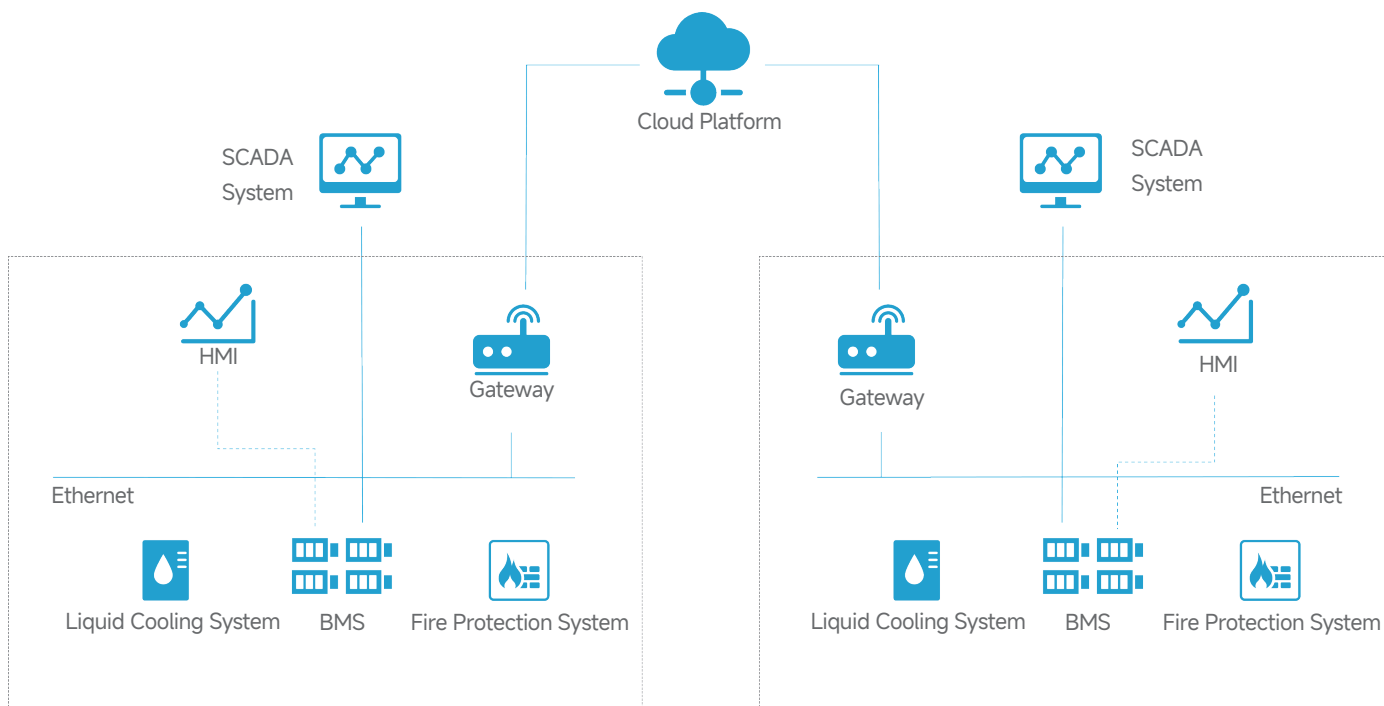 Cloud Platform
SCADA
System
SCADA
System
HMI
Gateway
Ethernet
Liquid Cooling System
BMS
Fire Protection System
Gateway
HMI
Ethernet
Liquid Cooling System
BMS
Fire Protection System